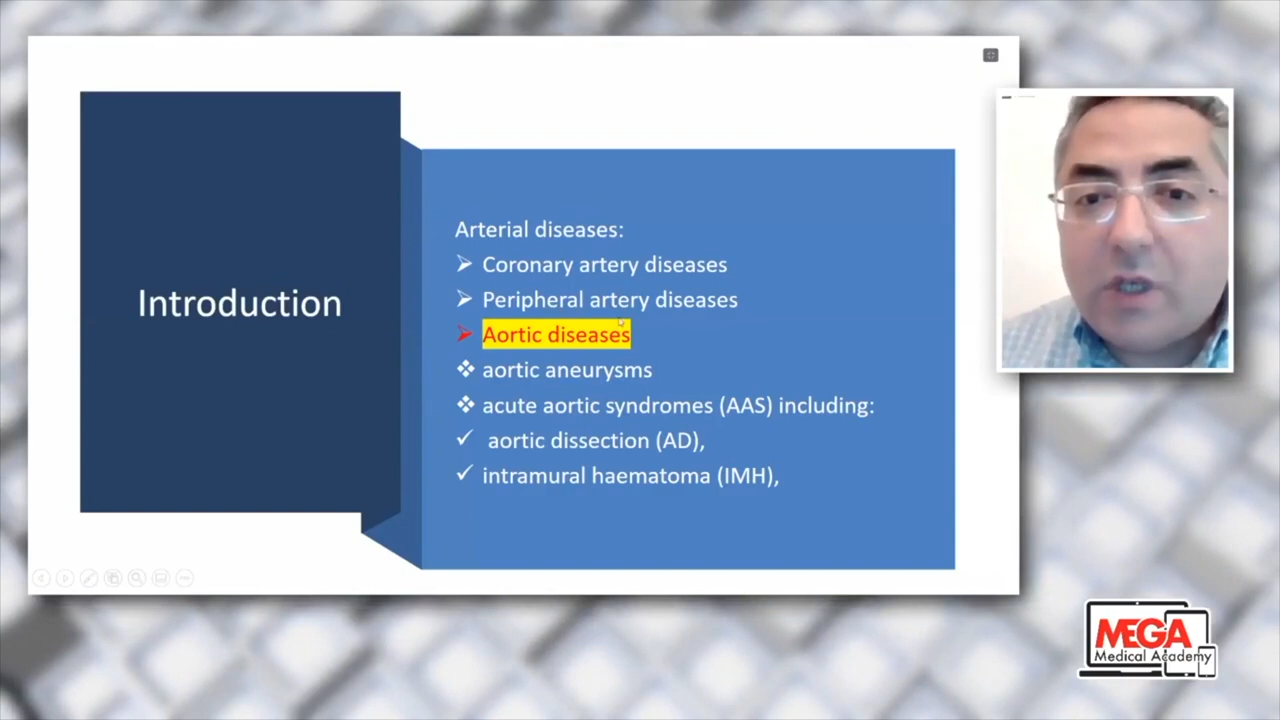 Introduction
Arterial diseases:
Coronary artery diseases
Peripheral artery diseases
Aortic diseases
aortic aneurysms
acute aortic syndromes (AAS) including:
aortic dissection (AD),
intramural haematoma (IMH),
MEGA
Medical Academy